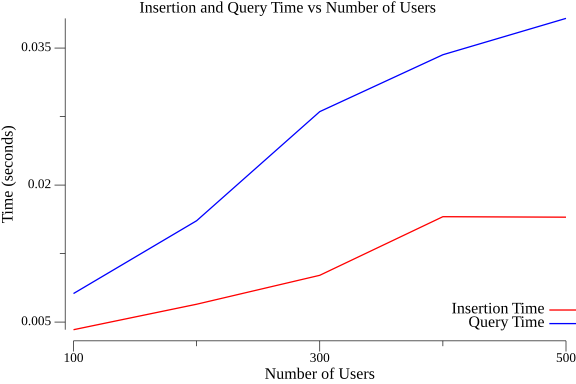 Insertion and Query Time vs Number of Users
Time (seconds)
0.035
0.02
0.005
Insertion Time
Query Time
100
300
500
Number of Users